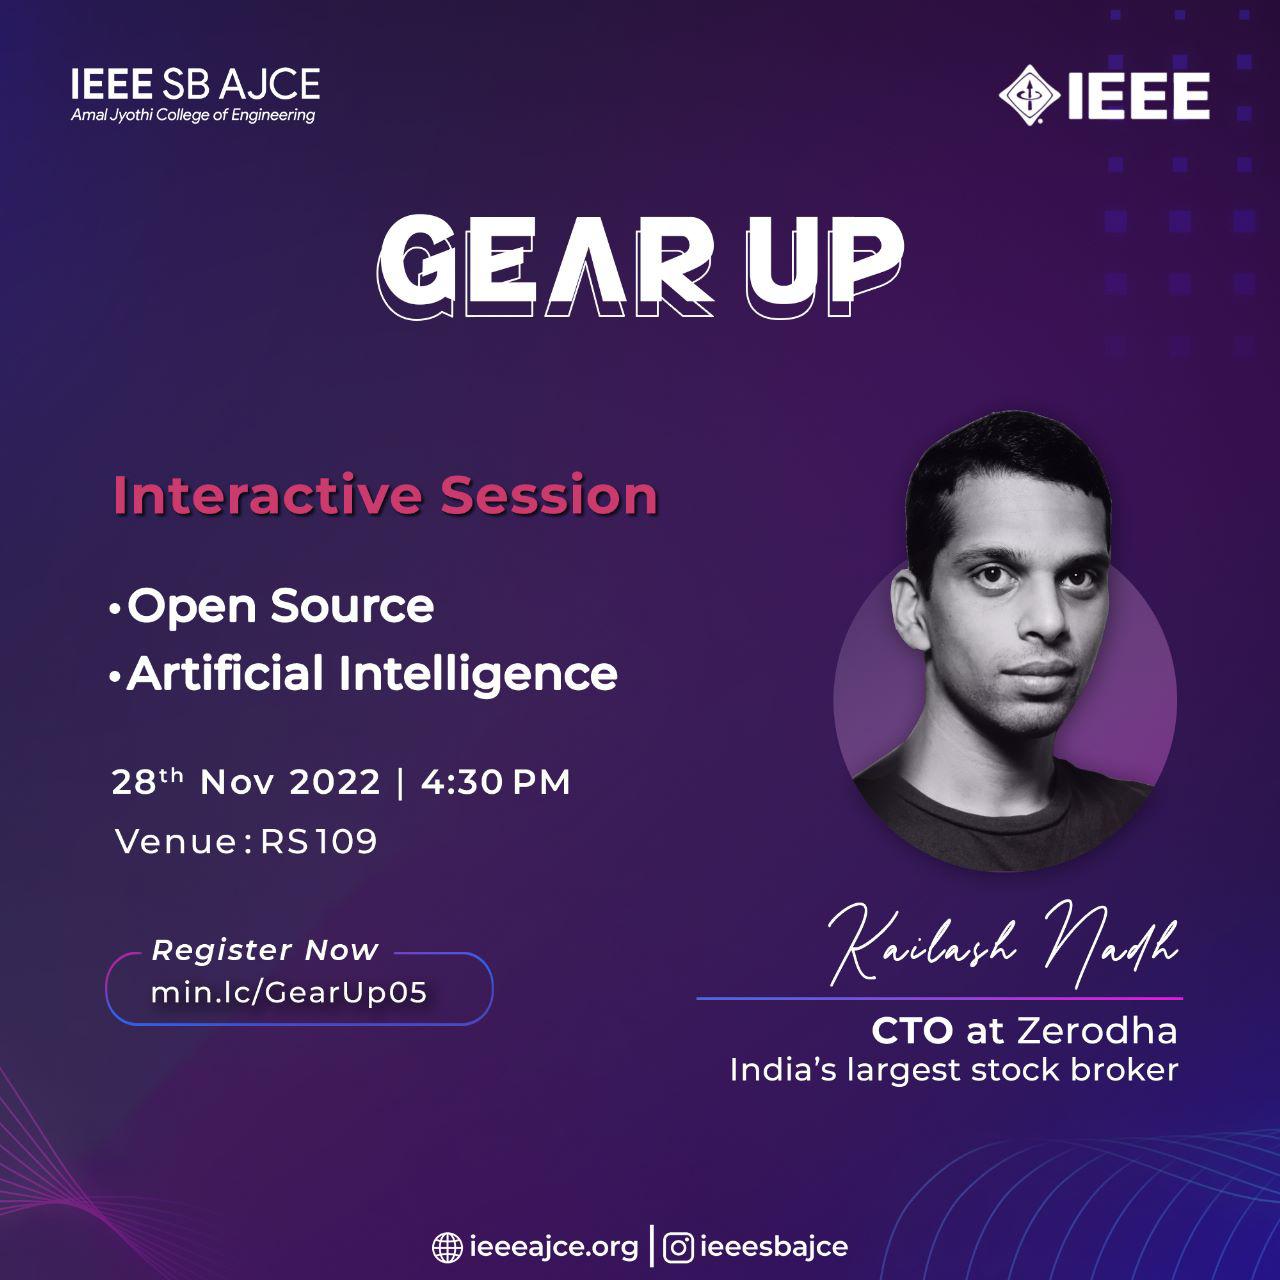 IEEE SB AJCE
Amal Jyothi College of Engineering
IEEE
GEAR UP
Interactive Session
•Open Source
•Artificial Intelligence
28th Nov 2022 | 4:30 PM
Venue : RS 109
Register Now
min.lc/GearUp05
Kailash Nadh
CTO at Zerodha
India's largest stock broker
ieeeajce.org | ieeesbajce